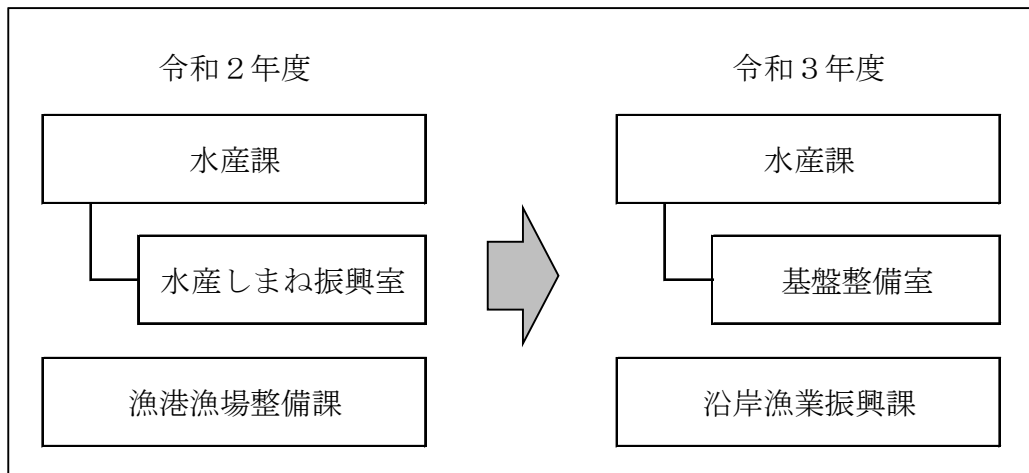 令和２年度
水産課
水産しまね振興室
漁港漁場整備課
令和３年度
水産課
基盤整備室
沿岸漁業振興課